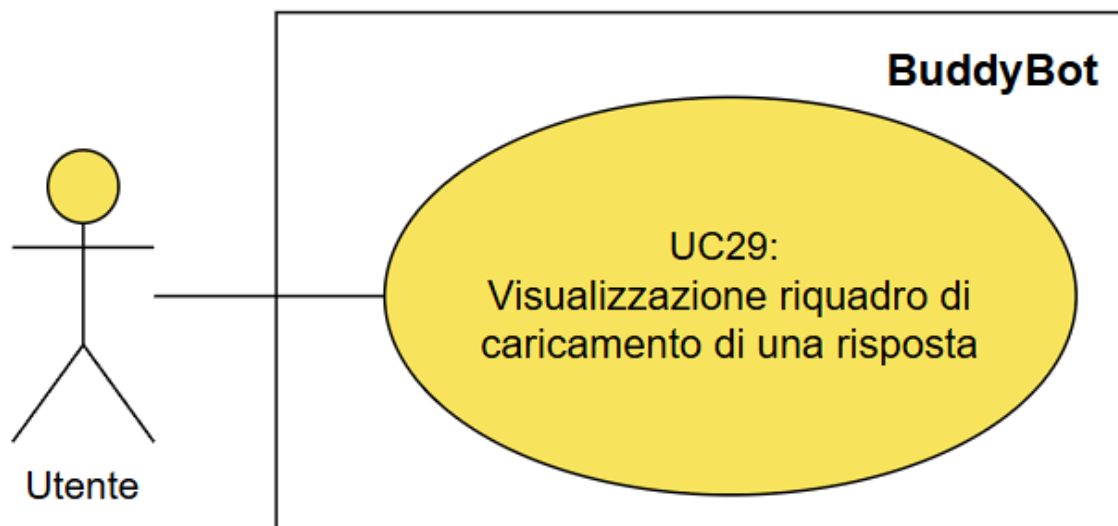 BuddyBot
UC29:
Visualizzazione riquadro di
caricamento di una risposta
Utente